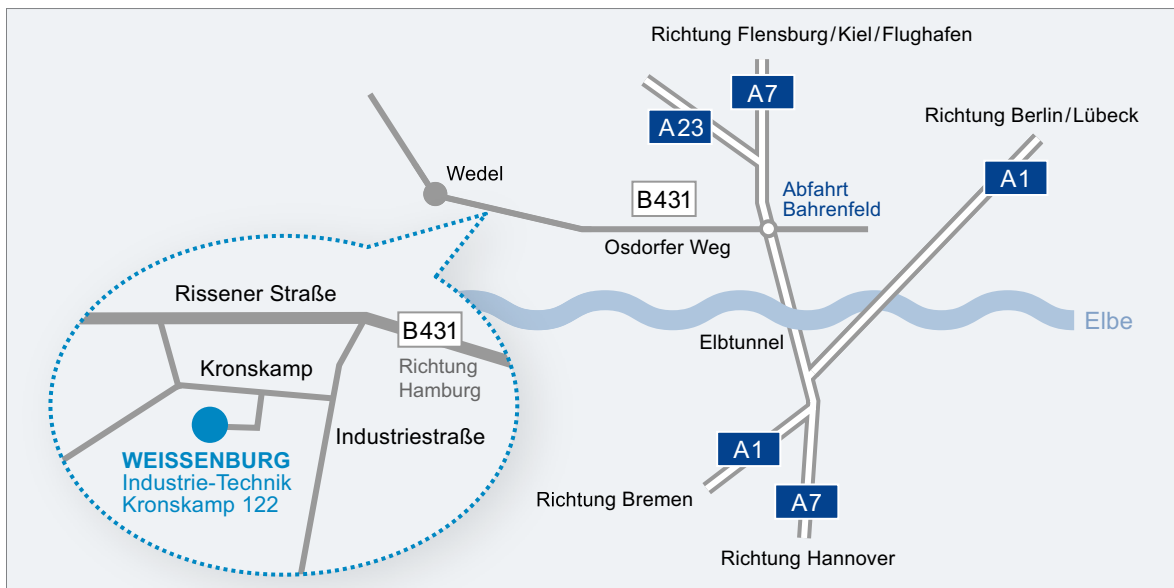 Richtung Flensburg/Kiel/Flughafen
A7
A23
Richtung Berlin/Lübeck
A1
Wedel
B431
Abfahrt
Bahrenfeld
Osdorfer Weg
Rissener Straße
B431
Richtung
Hamburg
Elbtunnel
Elbe
Kronskamp
Industriestraße
WEISSENBURG
Industrie-Technik
Kronskamp 122
A1
Richtung Bremen
A7
Richtung Hannover